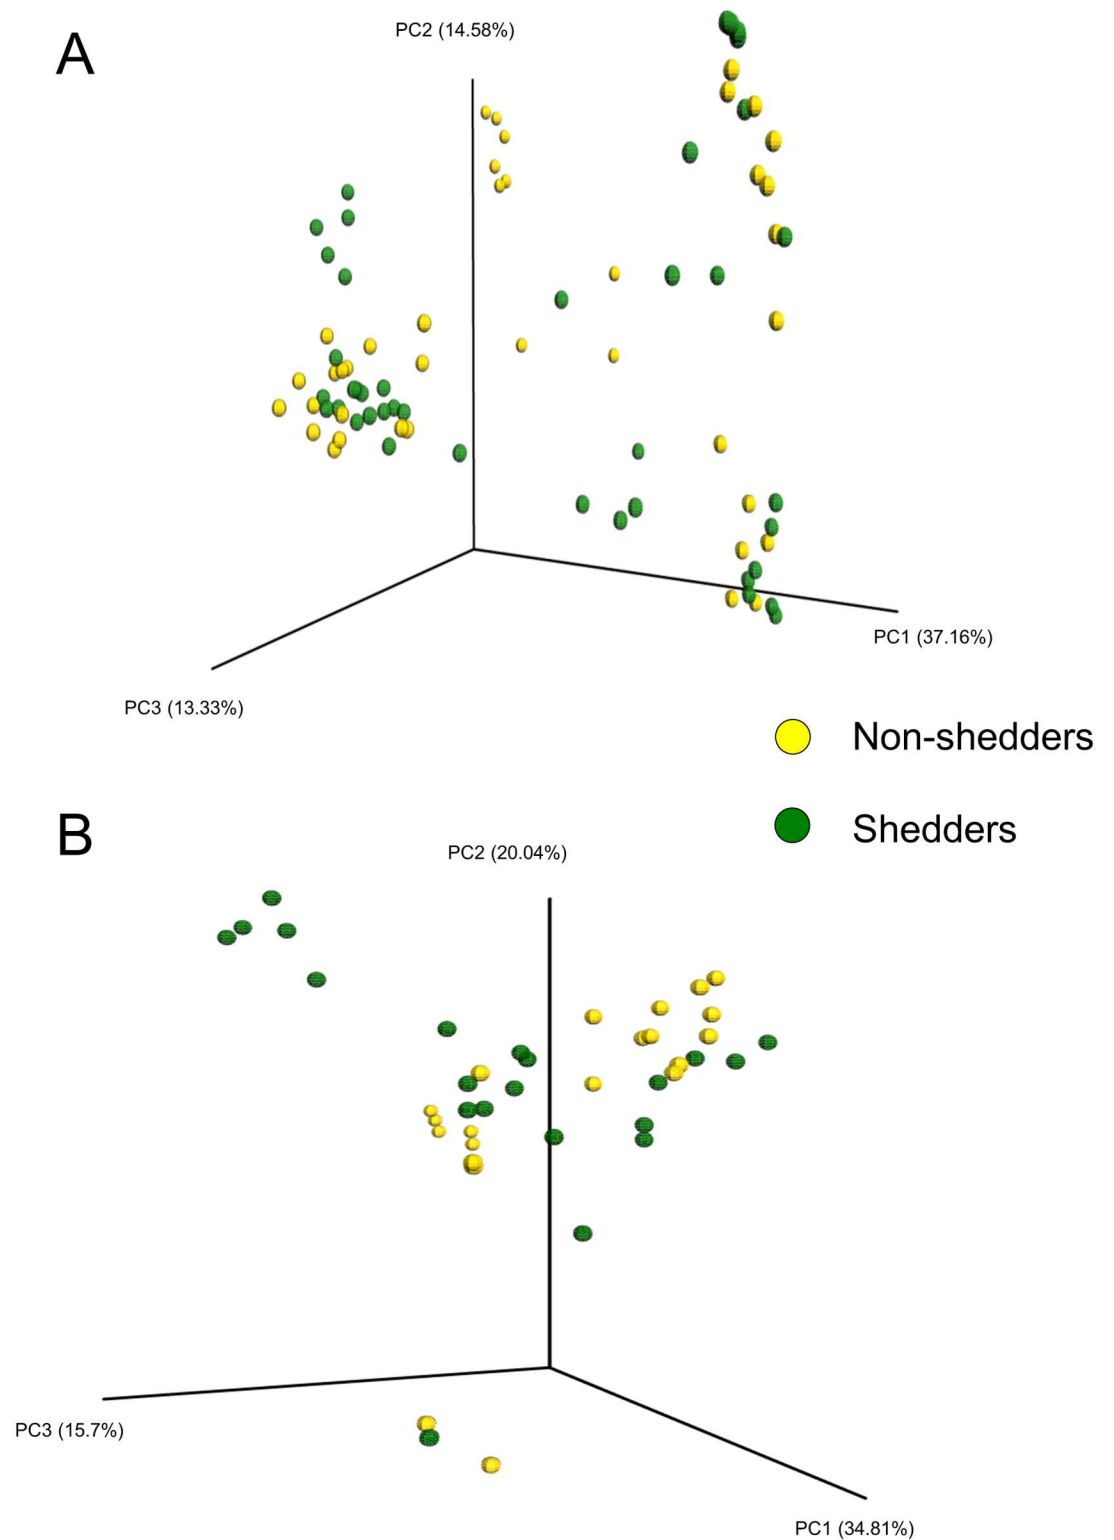 A
PC2 (14.58%)
PC1 (37.16%)
PC3 (13.33%)
Non-shedders
Shedders
B
PC2 (20.04%)
PC3 (15.7%)
PC1 (34.81%)